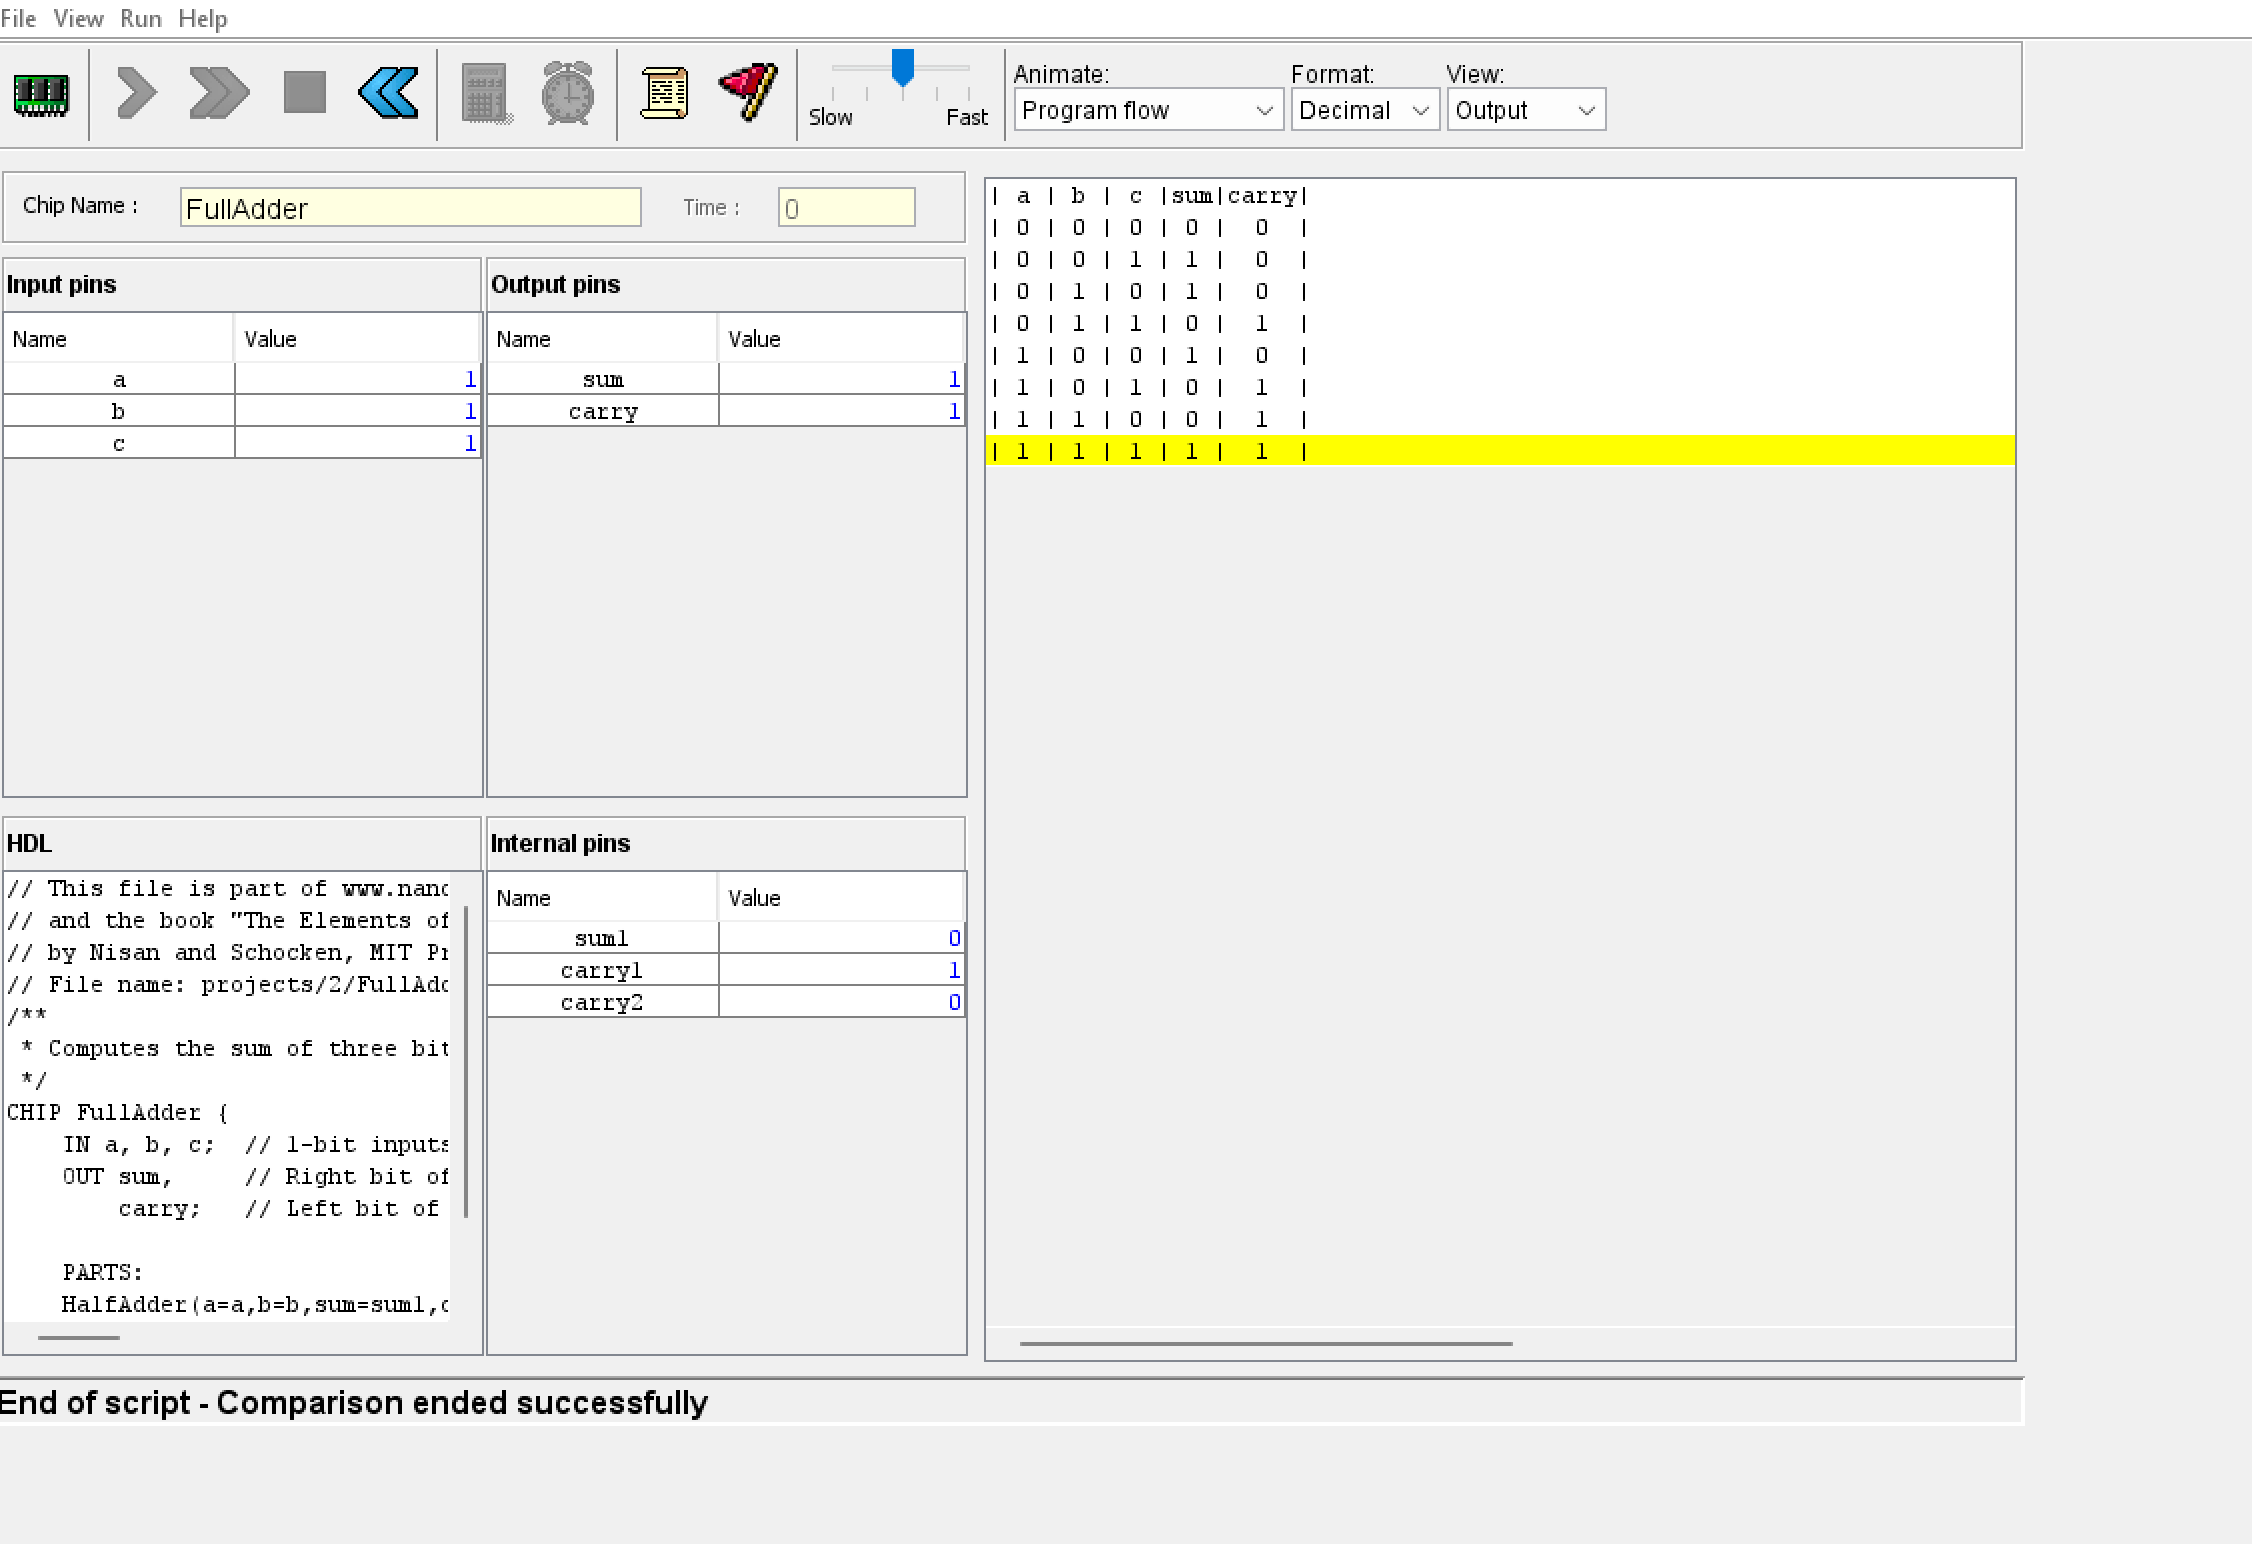 File View Run Help
Animate: Format: View:
Slow Fast Program flow Decimal Output
Chip Name : FullAdder Time : 0
Input pins
Name Value
a 1
b 1
c 1
Output pins
Name Value
sum 1
carry 1
HDL
// This file is part of www.nand
// and the book "The Elements of
// by Nisan and Schocken, MIT Pr
// File name: projects/2/FullAdd
/**
 * Computes the sum of three bit
 */
CHIP FullAdder {
    IN a, b, c;  // 1-bit inputs
    OUT sum,     // Right bit of
        carry;   // Left bit of
    PARTS:
    HalfAdder(a=a,b=b,sum=sum1,c
Internal pins
Name Value
sum1 0
carry1 1
carry2 0
| a | b | c |sum|carry|
| 0 | 0 | 0 | 0 |  0  |
| 0 | 0 | 1 | 1 |  0  |
| 0 | 1 | 0 | 1 |  0  |
| 0 | 1 | 1 | 0 |  1  |
| 1 | 0 | 0 | 1 |  0  |
| 1 | 0 | 1 | 0 |  1  |
| 1 | 1 | 0 | 0 |  1  |
| 1 | 1 | 1 | 1 |  1  |
End of script - Comparison ended successfully